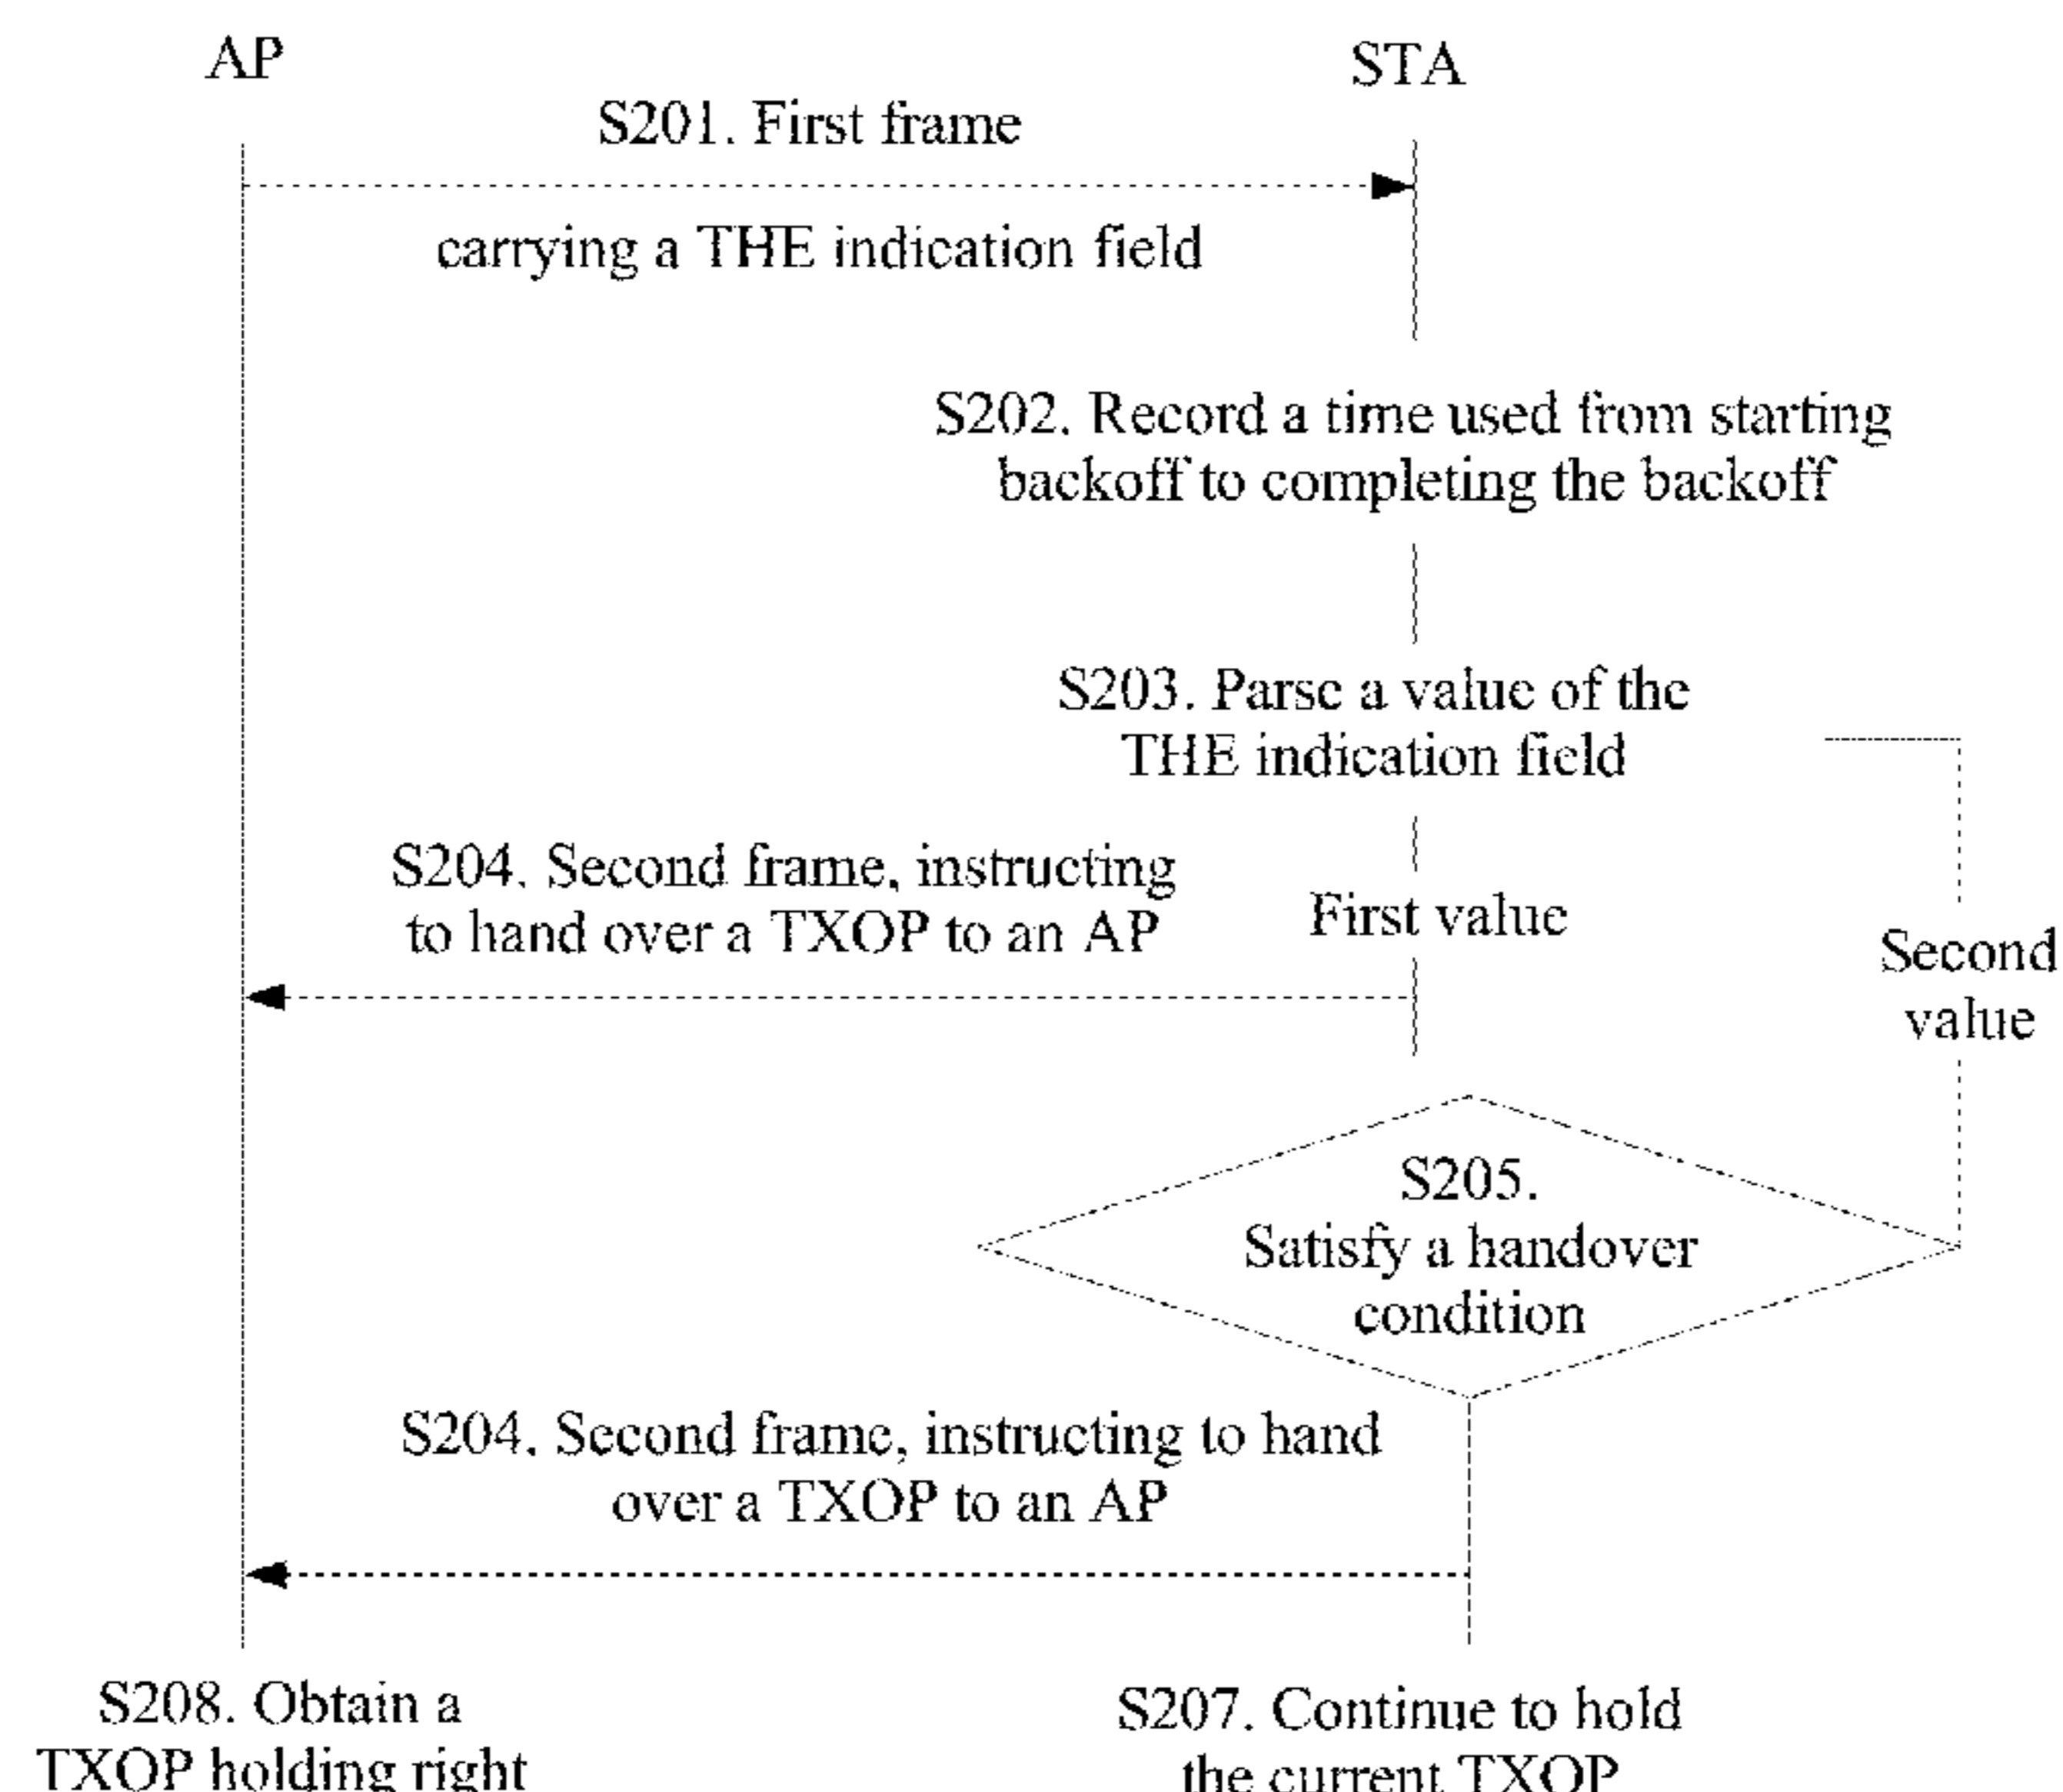 AP
STA
S201. First frame
carrying a THE indication field
S202. Record a time used from starting
backoff to completing the backoff
S203. Parse a value of the
THE indication field
S204. Second frame, instructing
to hand over a TXOP to an AP
First value
Second
value
S205.
Satisfy a handover
condition
S204. Second frame, instructing to hand
over a TXOP to an AP
S208. Obtain a
TXOP holding right
S207. Continue to hold
the current TXOP